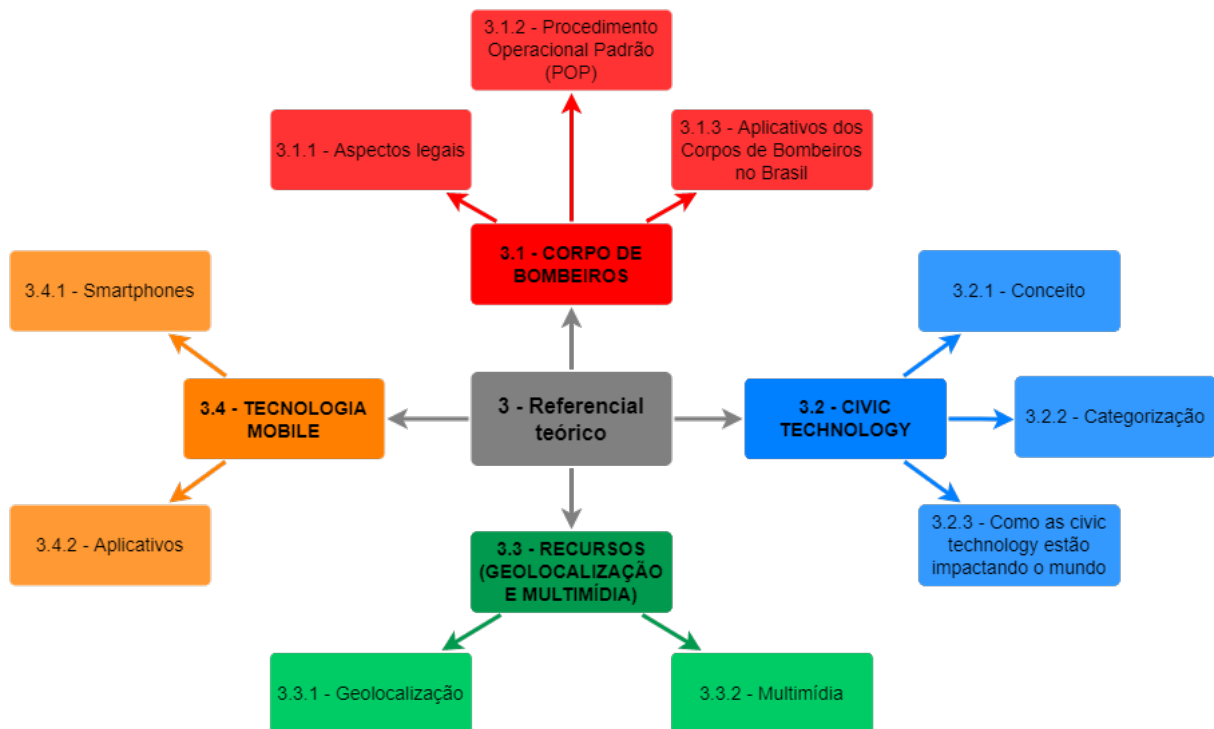 3.1.2 - Procedimento
Operacional Padrão
(POP)
3.1.1 - Aspectos legais
3.1.3 - Aplicativos dos
Corpos de Bombeiros
no Brasil
3.1 - CORPO DE
BOMBEIROS
3.4.1 - Smartphones
3.2.1 - Conceito
3.4 - TECNOLOGIA
MOBILE
3 - Referencial
teórico
3.2 - CIVIC
TECHNOLOGY
3.2.2 - Categorização
3.4.2 - Aplicativos
3.3 - RECURSOS
(GEOLOCALIZAÇÃO
E MULTIMÍDIA)
3.2.3 - Como as civic
technology estão
impactando o mundo
3.3.1 - Geolocalização
3.3.2 - Multimídia